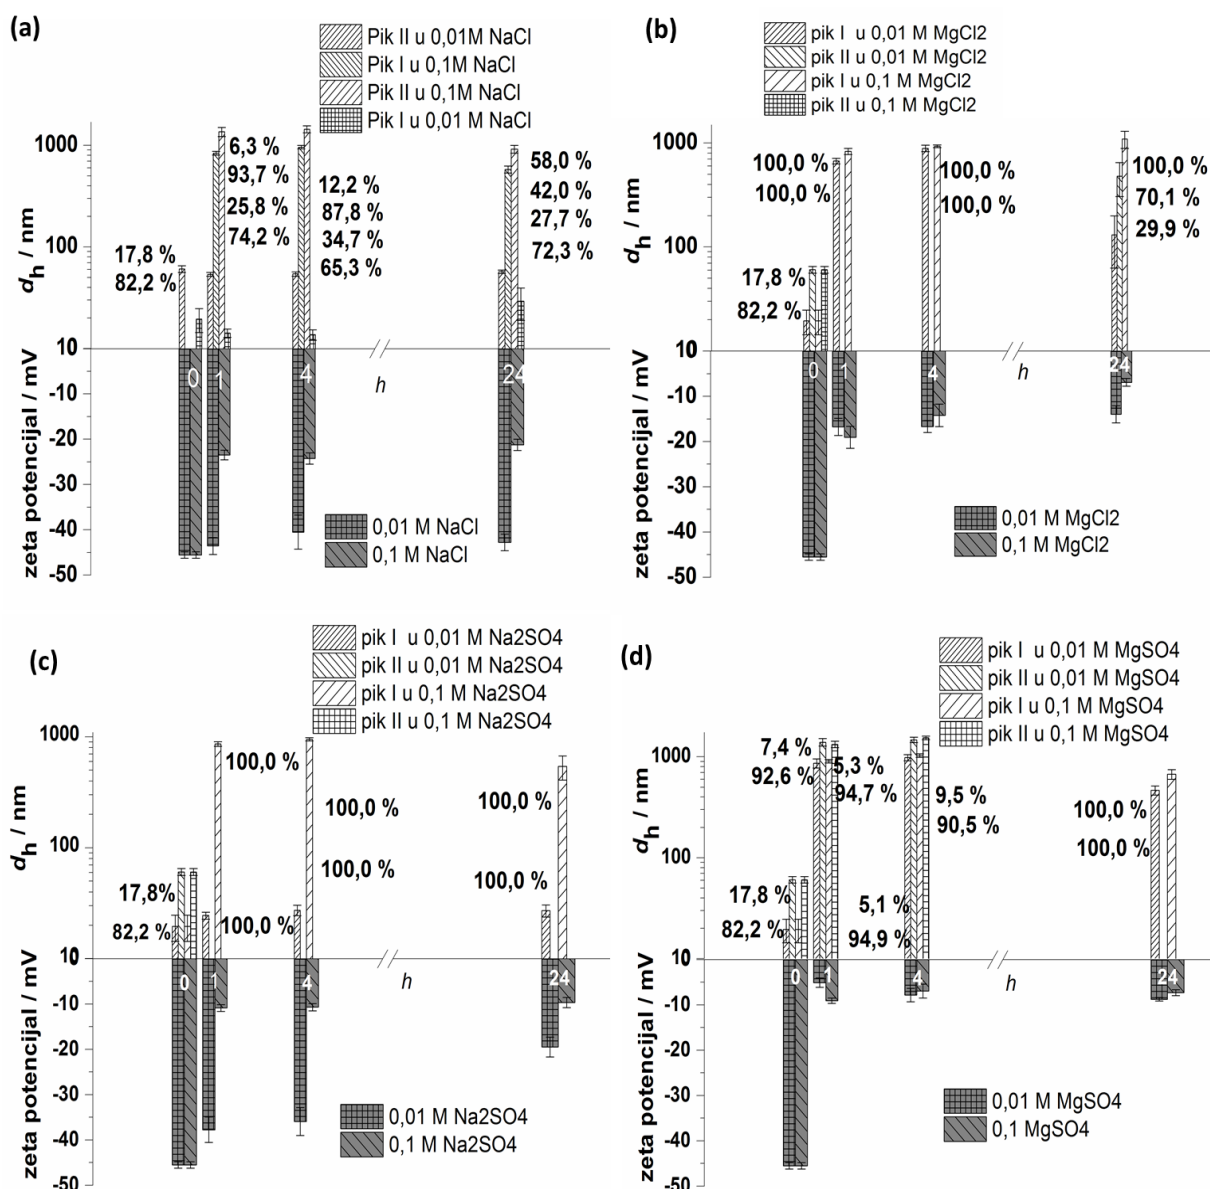 (a)
Pik II u 0,01M NaCl
Pik I u 0,1M NaCl
Pik II u 0,1M NaCl
Pik I u 0,01 M NaCl
1000
100
10
d_h / nm
17,8 %
82,2 %
6,3 %
93,7 %
25,8 %
74,2 %
12,2 %
87,8 %
34,7 %
65,3 %
58,0 %
42,0 %
27,7 %
72,3 %
0 1 4 24
h
0
-10
-20
-30
-40
-50
zeta potencijal / mV
0,01 M NaCl
0,1 M NaCl
(b)
pik I u 0,01 M MgCl2
pik II u 0,01 M MgCl2
pik I u 0,1 M MgCl2
pik II u 0,1 M MgCl2
1000
100
10
d_h / nm
17,8 %
82,2 %
100,0 %
100,0 %
100,0 %
100,0 %
100,0 %
70,1 %
29,9 %
0 1 4 24
h
-10
-20
-30
-40
-50
zeta potencijal / mV
0,01 M MgCl2
0,1 M MgCl2
(c)
pik I u 0,01 M Na2SO4
pik II u 0,01 M Na2SO4
pik I u 0,1 M Na2SO4
pik II u 0,1 M Na2SO4
1000
100
10
d_h / nm
17,8%
82,2 %
100,0 %
100,0 %
100,0 %
100,0 %
100,0 %
100,0 %
0 1 4 24
h
-10
-20
-30
-40
-50
zeta potencijal / mV
0,01 M Na2SO4
0,1 M Na2SO4
(d)
pik I u 0,01 M MgSO4
pik II u 0,01 M MgSO4
pik I u 0,1 M MgSO4
pik II u 0,1 M MgSO4
1000
100
10
d_h / nm
17,8 %
82,2 %
7,4 %
92,6 %
5,3 %
94,7 %
5,1 %
94,9 %
9,5 %
90,5 %
100,0 %
100,0 %
0 1 4 24
h
-10
-20
-30
-40
-50
zeta potencijal / mV
0,01 M MgSO4
0,1 MgSO4